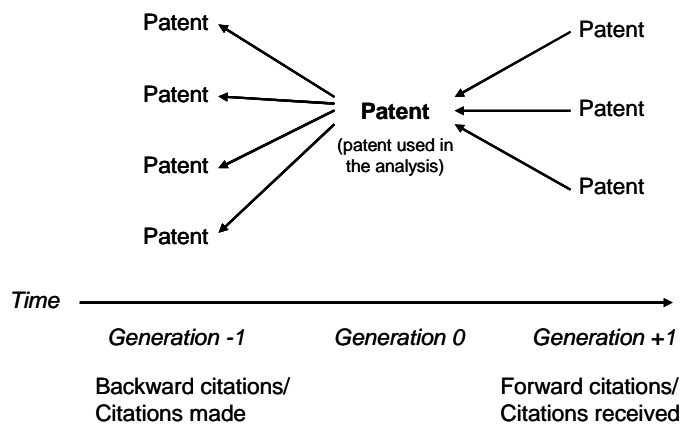 Patent
Patent
Patent
Patent
Patent
(patent used in
the analysis)
Patent
Patent
Patent
Time
Generation -1
Generation 0
Generation +1
Backward citations/
Citations made
Forward citations/
Citations received